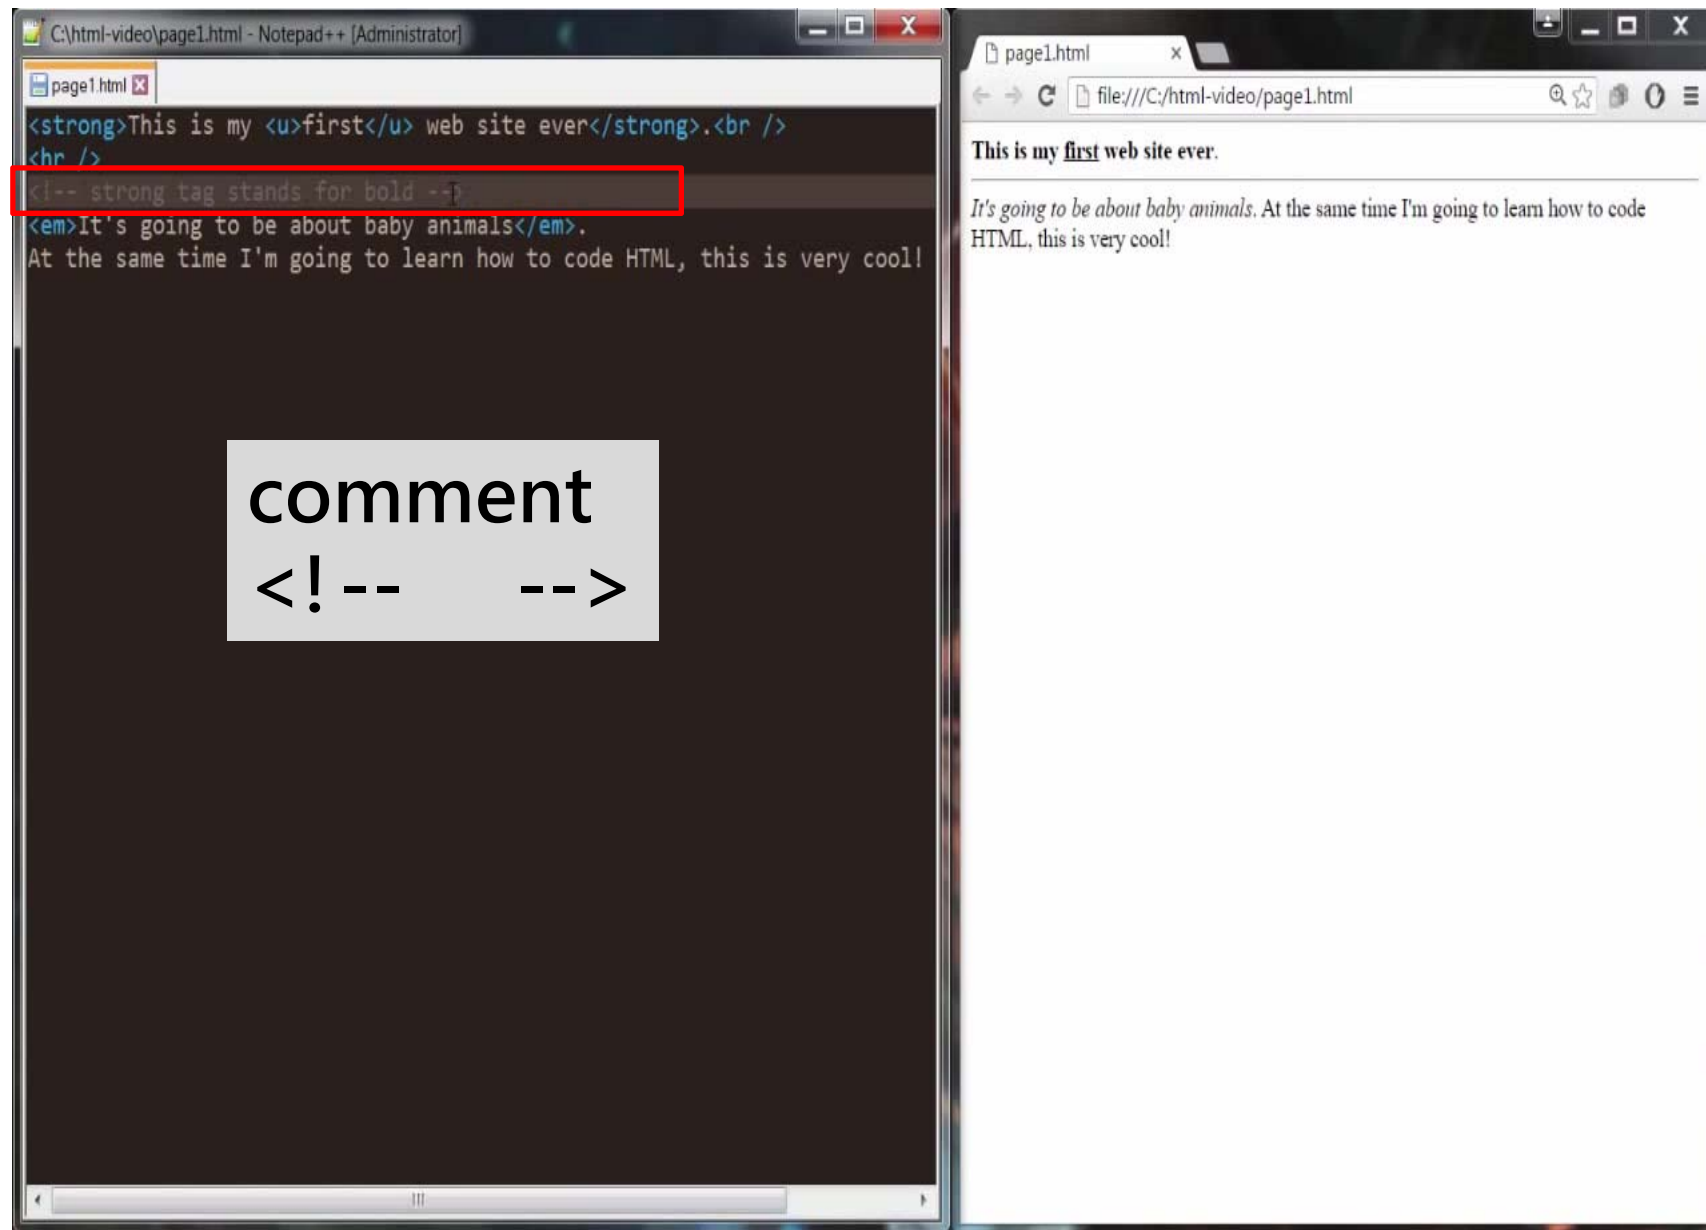 C:\html-video\page1.html - Notepad++ [Administrator]
page1.html
<strong>This is my <u>first</u> web site ever</strong>.<br />
<hr />
<!-- strong tag stands for bold -->
<em>It's going to be about baby animals</em>.
At the same time I'm going to learn how to code HTML, this is very cool!
comment
<!-- -->
page1.html
file:///C:/html-video/page1.html
This is my first web site ever.
It's going to be about baby animals. At the same time I'm going to learn how to code
HTML, this is very cool!